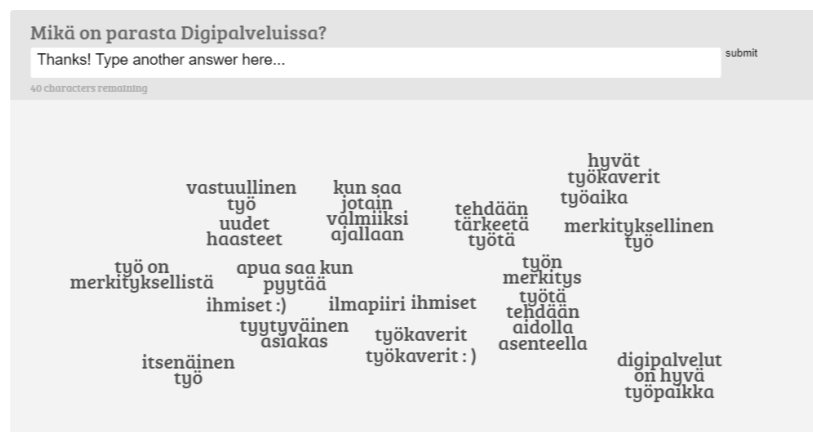 Mikä on parasta Digipalveluissa?
Thanks! Type another answer here...
submit
40 characters remaining
hyvät
työkaverit
vastuullinen
työ
kun saa
jotain
valmiiksi
ajallaan
työaika
tehdään
tärkeetä
työtä
uudet
haasteet
merkityksellinen
työ
työ on
merkityksellistä
apua saa kun
pyytää
työn
merkitys
ihmiset :)
ilmapiiri
ihmiset
työtä
tehdään
aidolla
asenteella
tyytyväinen
asiakas
työkaverit
työkaverit : )
itsenäinen
työ
digipalvelut
on hyvä
työpaikka